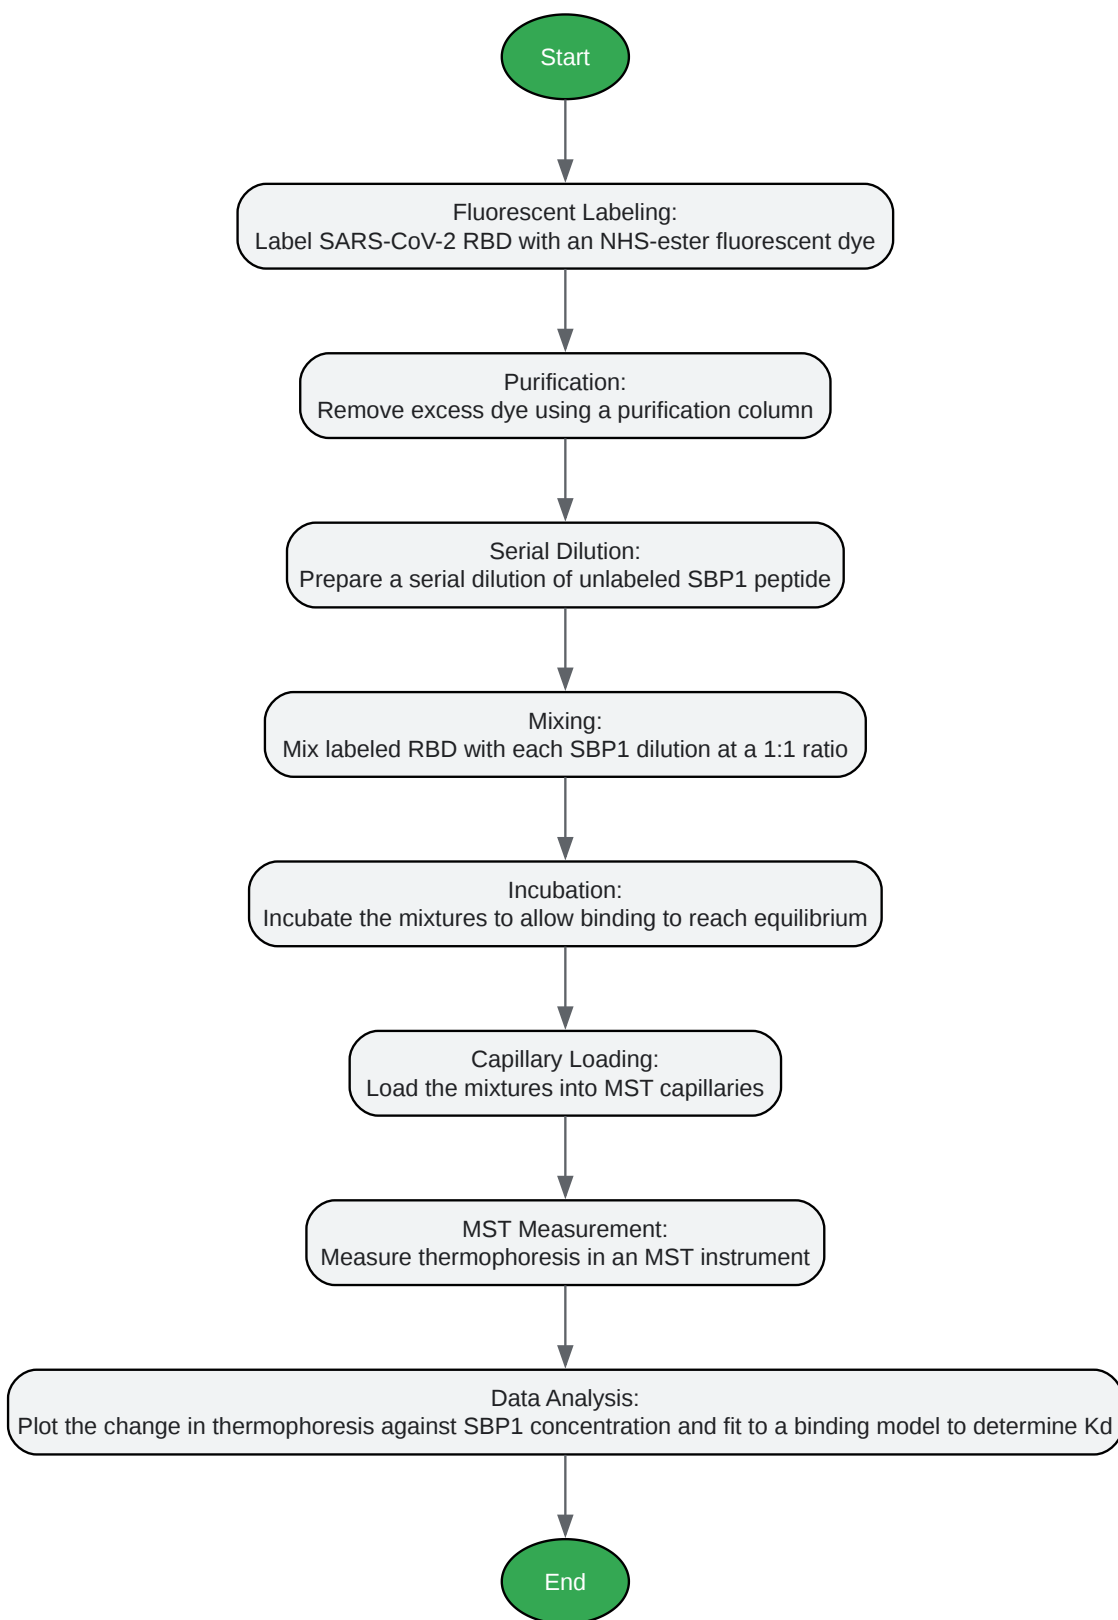 Start
Fluorescent Labeling:
Label SARS-CoV-2 RBD with an NHS-ester fluorescent dye
Purification:
Remove excess dye using a purification column
Serial Dilution:
Prepare a serial dilution of unlabeled SBP1 peptide
Mixing:
Mix labeled RBD with each SBP1 dilution at a 1:1 ratio
Incubation:
Incubate the mixtures to allow binding to reach equilibrium
Capillary Loading:
Load the mixtures into MST capillaries
MST Measurement:
Measure thermophoresis in an MST instrument
Data Analysis:
Plot the change in thermophoresis against SBP1 concentration and fit to a binding model to determine Kd
End